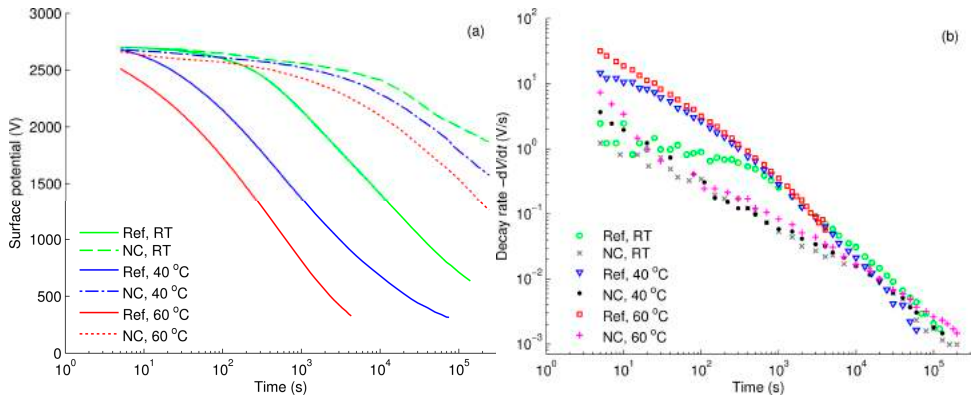 (a)
Surface potential (V)
3000
2500
2000
1500
1000
500
0
Ref, RT
NC, RT
Ref, 40 °C
NC, 40 °C
Ref, 60 °C
NC, 60 °C
10^0 10^1 10^2 10^3 10^4 10^5
Time (s)
(b)
Decay rate −dV/dt (V/s)
10^2
10^1
10^0
10^-1
10^-2
10^-3
Ref, RT
NC, RT
Ref, 40 °C
NC, 40 °C
Ref, 60 °C
NC, 60 °C
10^0 10^1 10^2 10^3 10^4 10^5
Time (s)